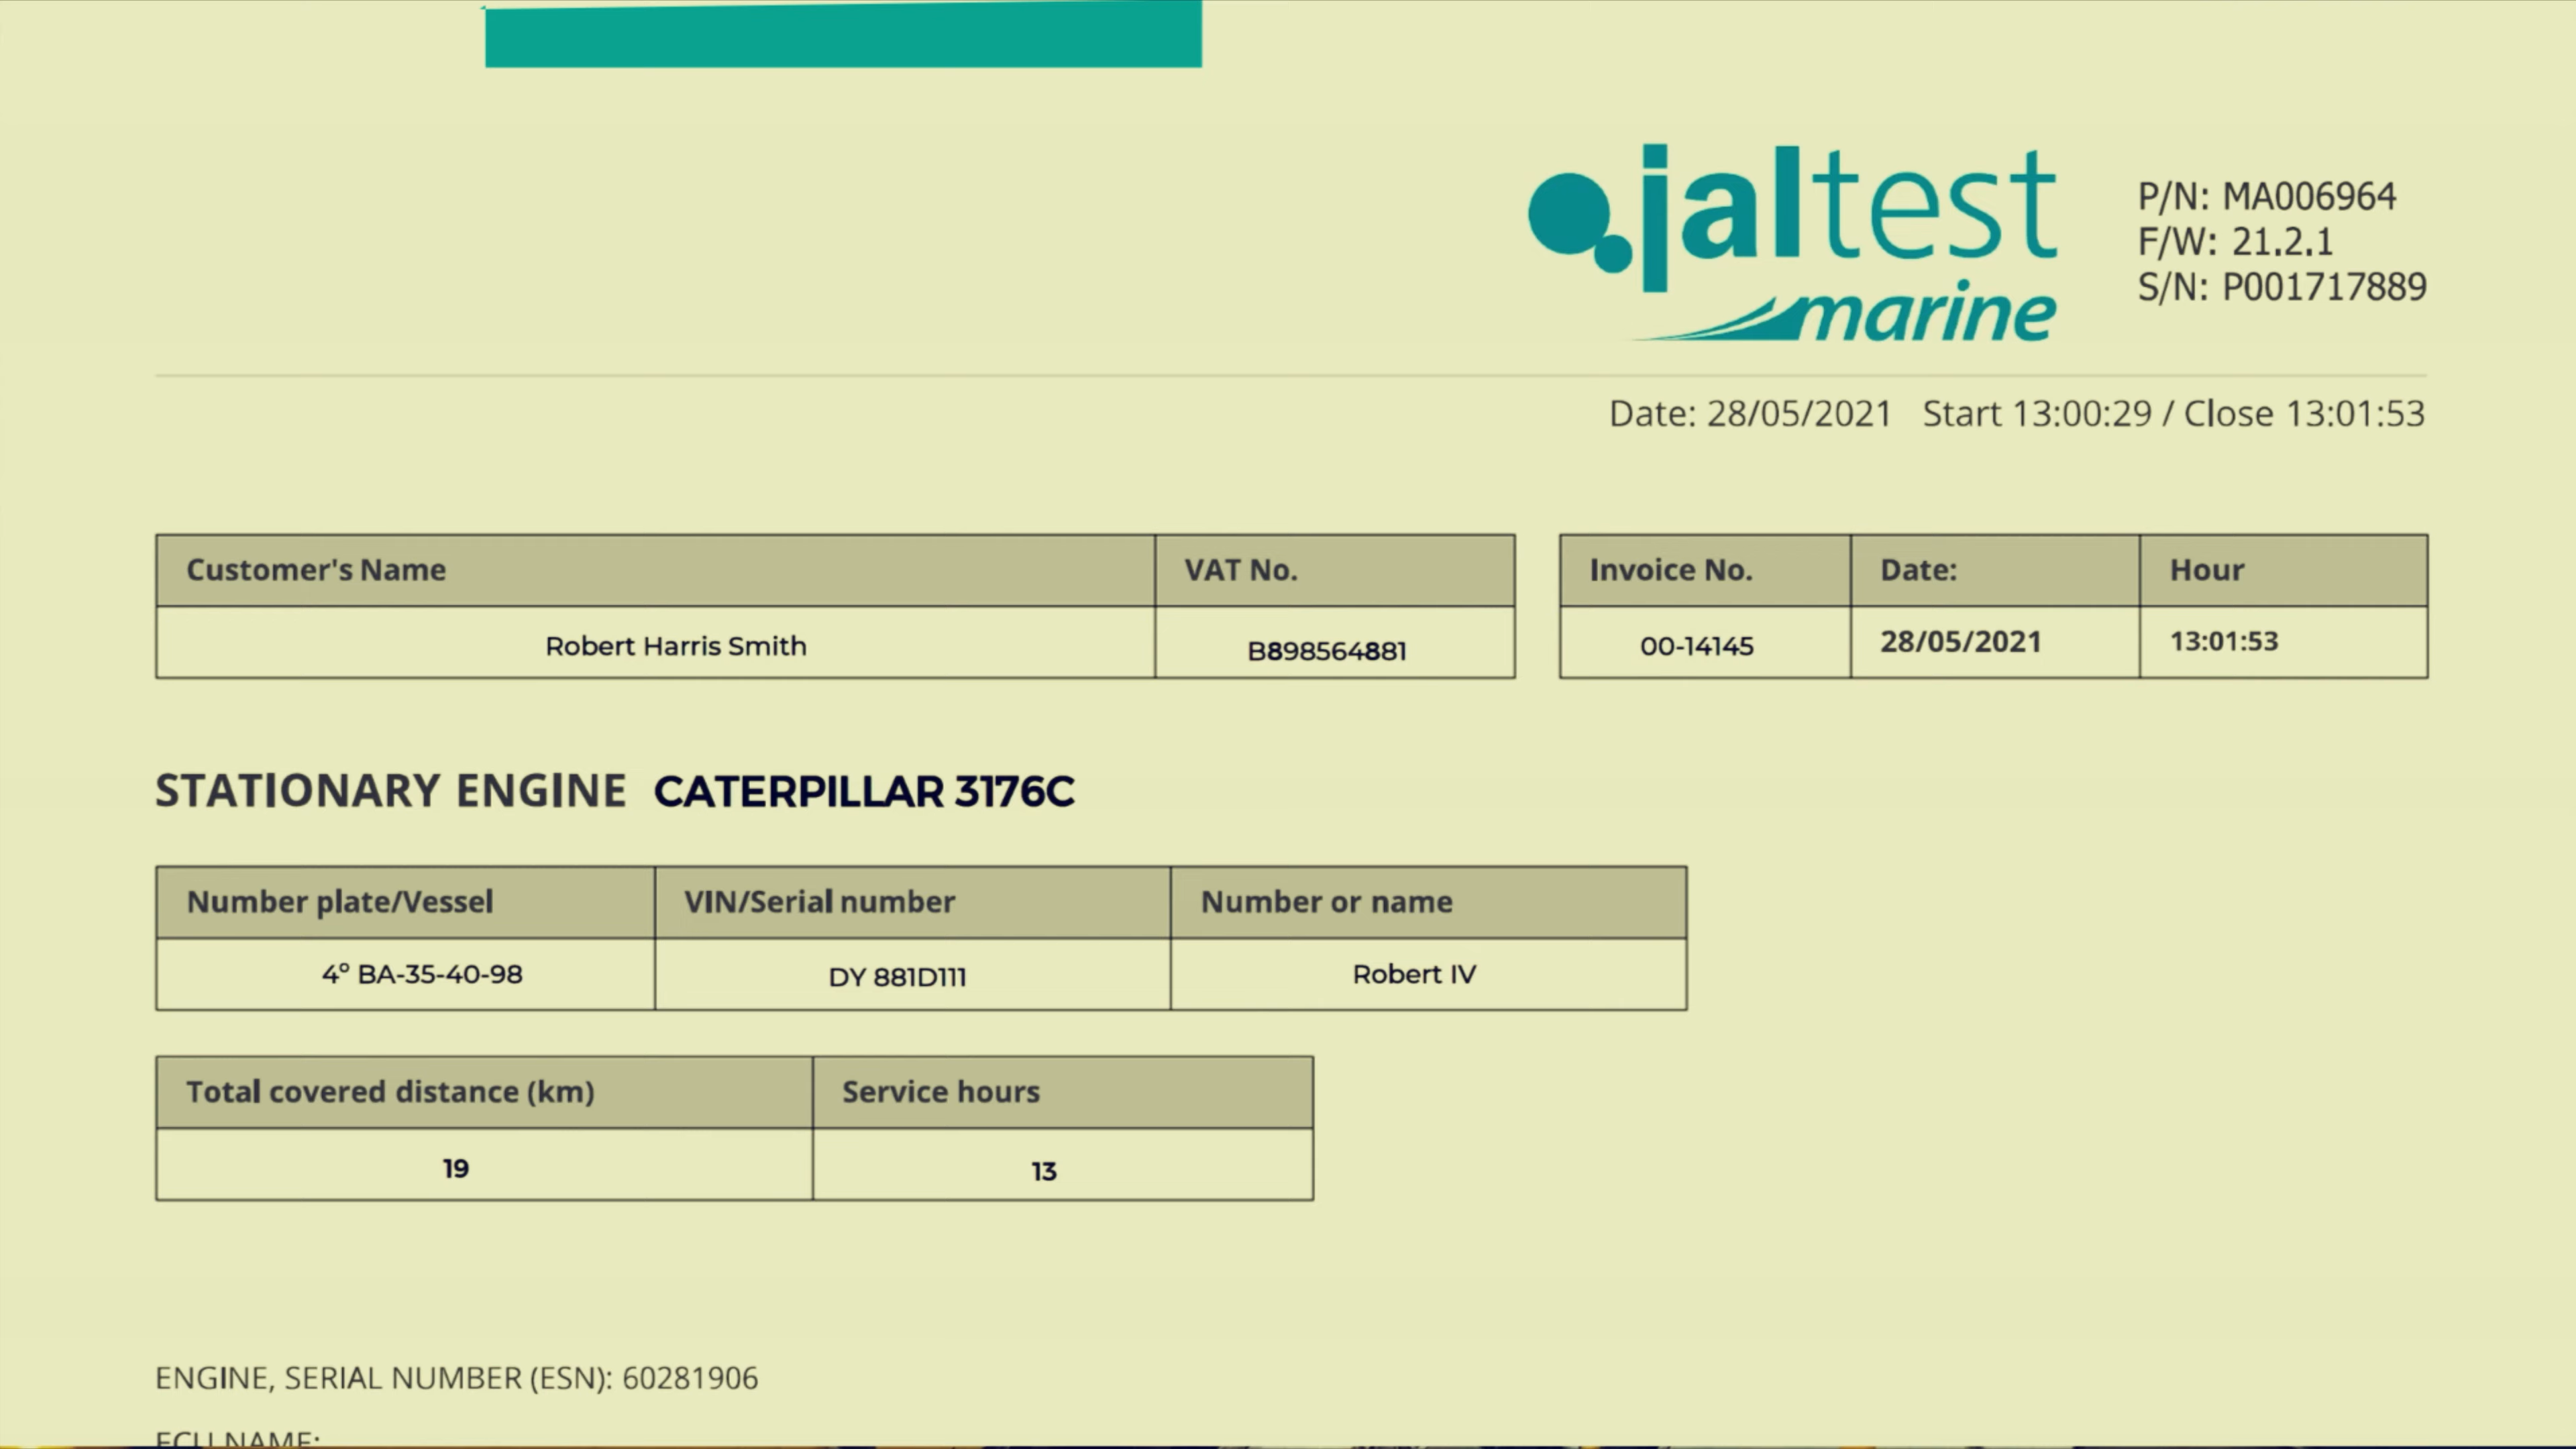 jaltest
marine
P/N: MA006964
F/W: 21.2.1
S/N: P001717889
Date: 28/05/2021 Start 13:00:29 / Close 13:01:53
Customer's Name VAT No. Invoice No. Date: Hour
Robert Harris Smith B898564881 00-14145 28/05/2021 13:01:53
STATIONARY ENGINE CATERPILLAR 3176C
Number plate/Vessel VIN/Serial number Number or name
4º BA-35-40-98 DY 881D111 Robert IV
Total covered distance (km) Service hours
19 13
ENGINE, SERIAL NUMBER (ESN): 60281906
ECU NAME: